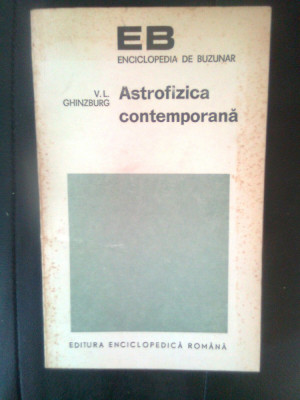 EB
ENCICLOPEDIA DE BUZUNAR
V. L.
GHINZBURG
Astrofizica
contemporană
EDITURA ENCICLOPEDICĂ ROMÂNĂ